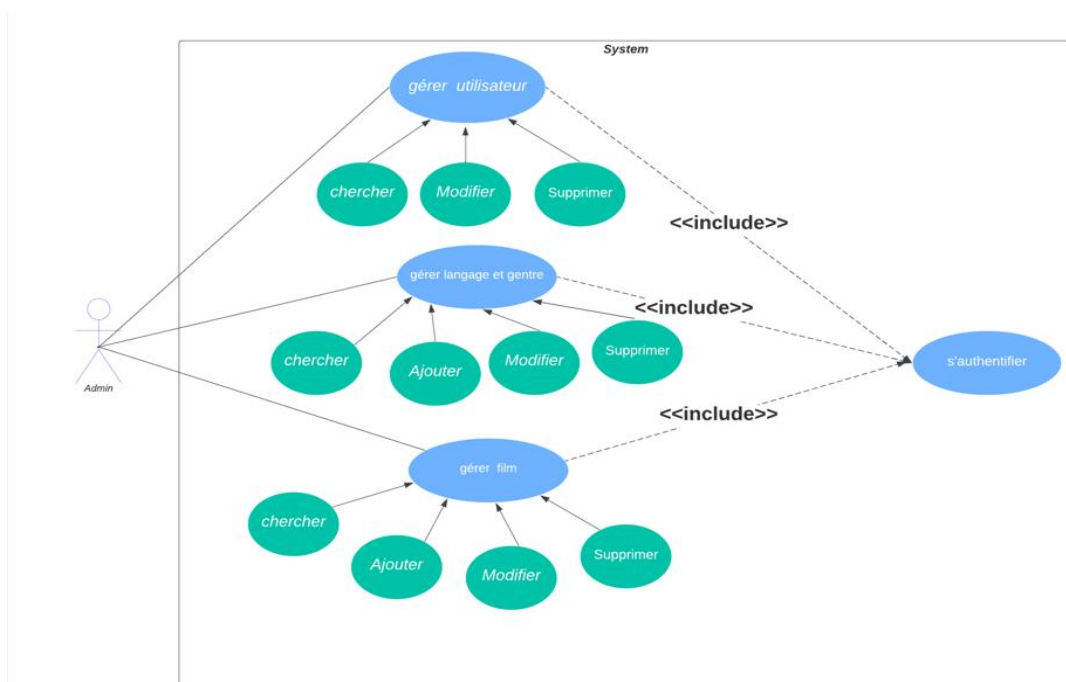 System
gérer utilisateur
chercher
Modifier
Supprimer
<<include>>
gérer langage et gentre
<<include>>
chercher
Ajouter
Modifier
Supprimer
s'authentifier
Admin
<<include>>
gérer film
chercher
Ajouter
Modifier
Supprimer